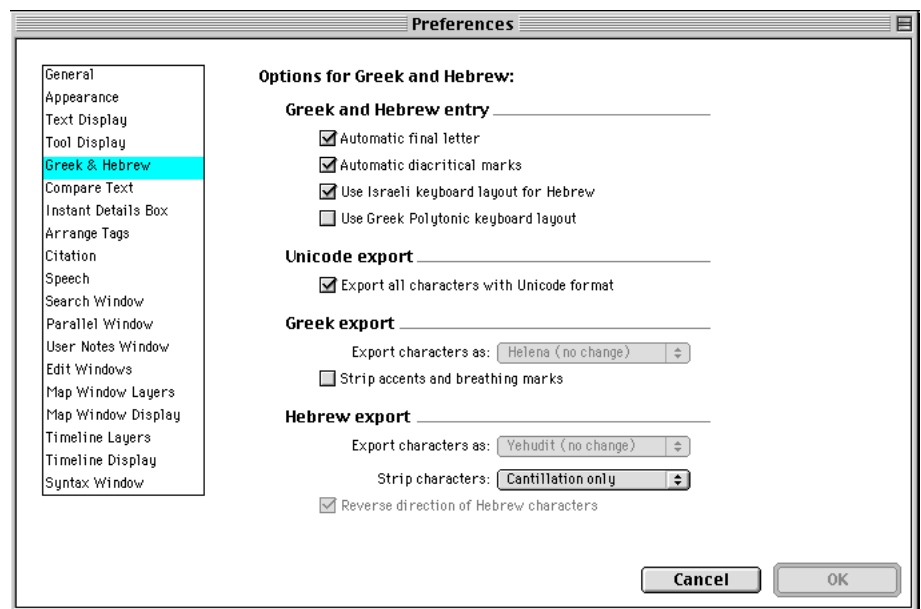 Preferences
General
Appearance
Text Display
Tool Display
Greek & Hebrew
Compare Text
Instant Details Box
Arrange Tags
Citation
Speech
Search Window
Parallel Window
User Notes Window
Edit Windows
Map Window Layers
Map Window Display
Timeline Layers
Timeline Display
Syntax Window
Options for Greek and Hebrew:
Greek and Hebrew entry
Automatic final letter
Automatic diacritical marks
Use Israeli keyboard layout for Hebrew
Use Greek Polytonic keyboard layout
Unicode export
Export all characters with Unicode format
Greek export
Export characters as: Helena (no change)
Strip accents and breathing marks
Hebrew export
Export characters as: Yehudit (no change)
Strip characters: Cantillation only
Reverse direction of Hebrew characters
Cancel OK